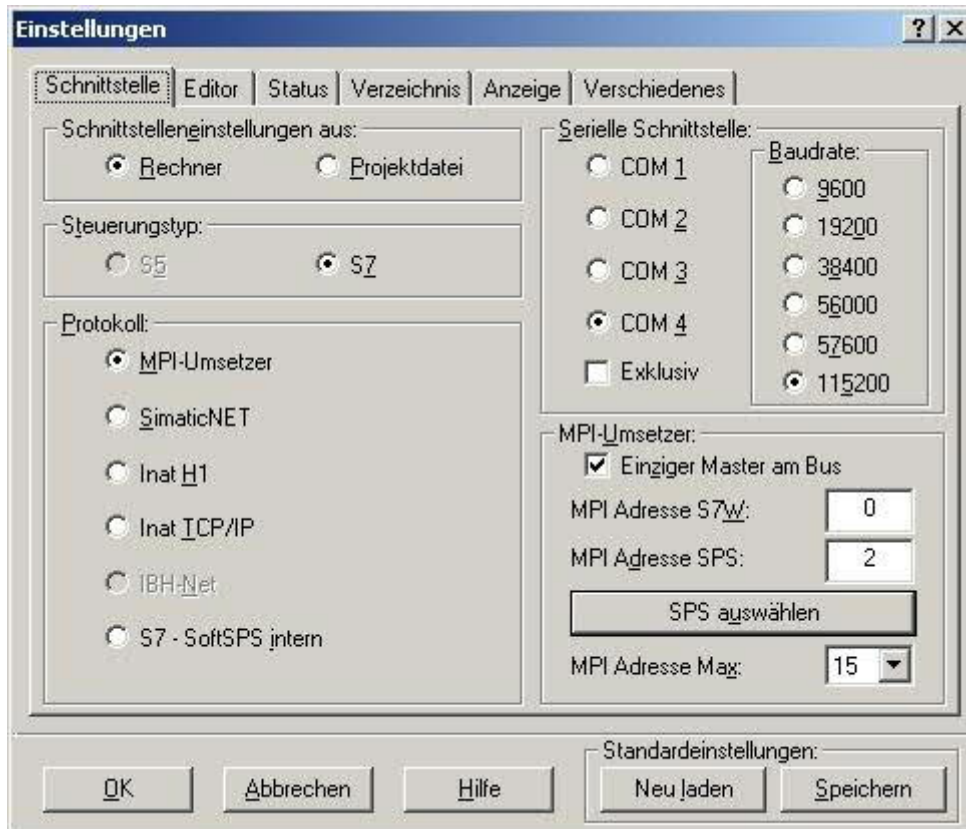 Einstellungen
Schnittstelle Editor Status Verzeichnis Anzeige Verschiedenes
Schnittstelleneinstellungen aus:
Rechner Projektdatei
Steuerungstyp:
S5 S7
Protokoll:
MPI-Umsetzer
SimaticNET
Inat H1
Inat TCP/IP
IBH-Net
S7 - SoftSPS intern
Serielle Schnittstelle:
COM 1
COM 2
COM 3
COM 4
Exklusiv
Baudrate:
9600
19200
38400
56000
57600
115200
MPI-Umsetzer:
Einziger Master am Bus
MPI Adresse S7W: 0
MPI Adresse SPS: 2
SPS auswählen
MPI Adresse Max: 15
OK Abbrechen Hilfe
Standardeinstellungen:
Neu laden Speichern